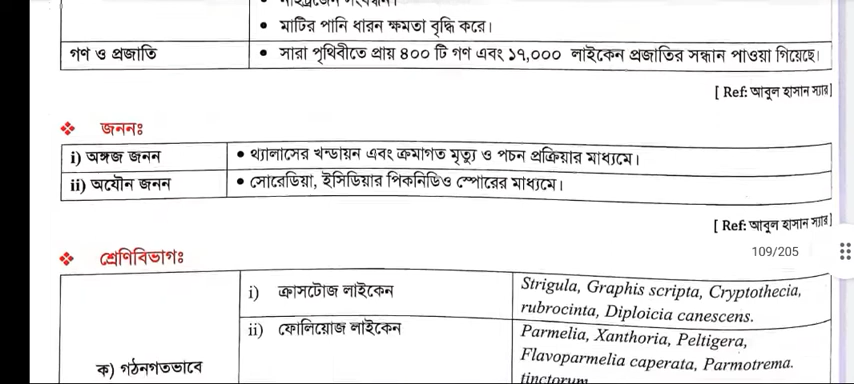 • মাটির পানি ধারন ক্ষমতা বৃদ্ধি করে।
গণ ও প্রজাতি • সারা পৃথিবীতে প্রায় ৪০০ টি গণ এবং ১৭,০০০ লাইকেন প্রজাতির সন্ধান পাওয়া গিয়েছে।
[ Ref: আবুল হাসান স্যার]
❖ জননঃ
i) অঙ্গজ জনন • থ্যালাসের খন্ডায়ন এবং ক্রমাগত মৃত্যু ও পচন প্রক্রিয়ার মাধ্যমে।
ii) অযৌন জনন • সোরেডিয়া, ইসিডিয়ার পিকনিডিও স্পোরের মাধ্যমে।
[ Ref: আবুল হাসান স্যার]
109/205
❖ শ্রেণিবিভাগঃ
i) ক্রাসটোজ লাইকেন Strigula, Graphis scripta, Cryptothecia,
rubrocinta, Diploicia canescens.
ii) ফোলিয়োজ লাইকেন Parmelia, Xanthoria, Peltigera,
Flavoparmelia caperata, Parmotrema.
ক) গঠনগতভাবে
tinctorum